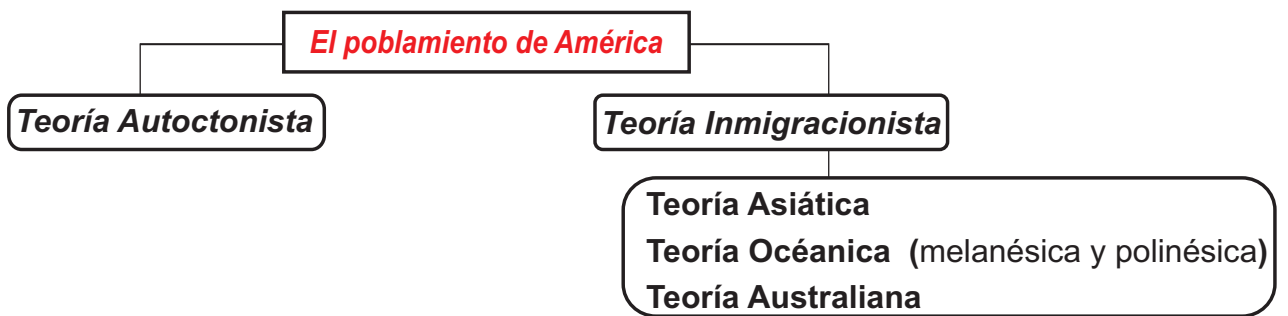 El poblamiento de América
Teoría Autoctonista
Teoría Inmigracionista
Teoría Asiática
Teoría Océanica (melanésica y polinésica)
Teoría Australiana